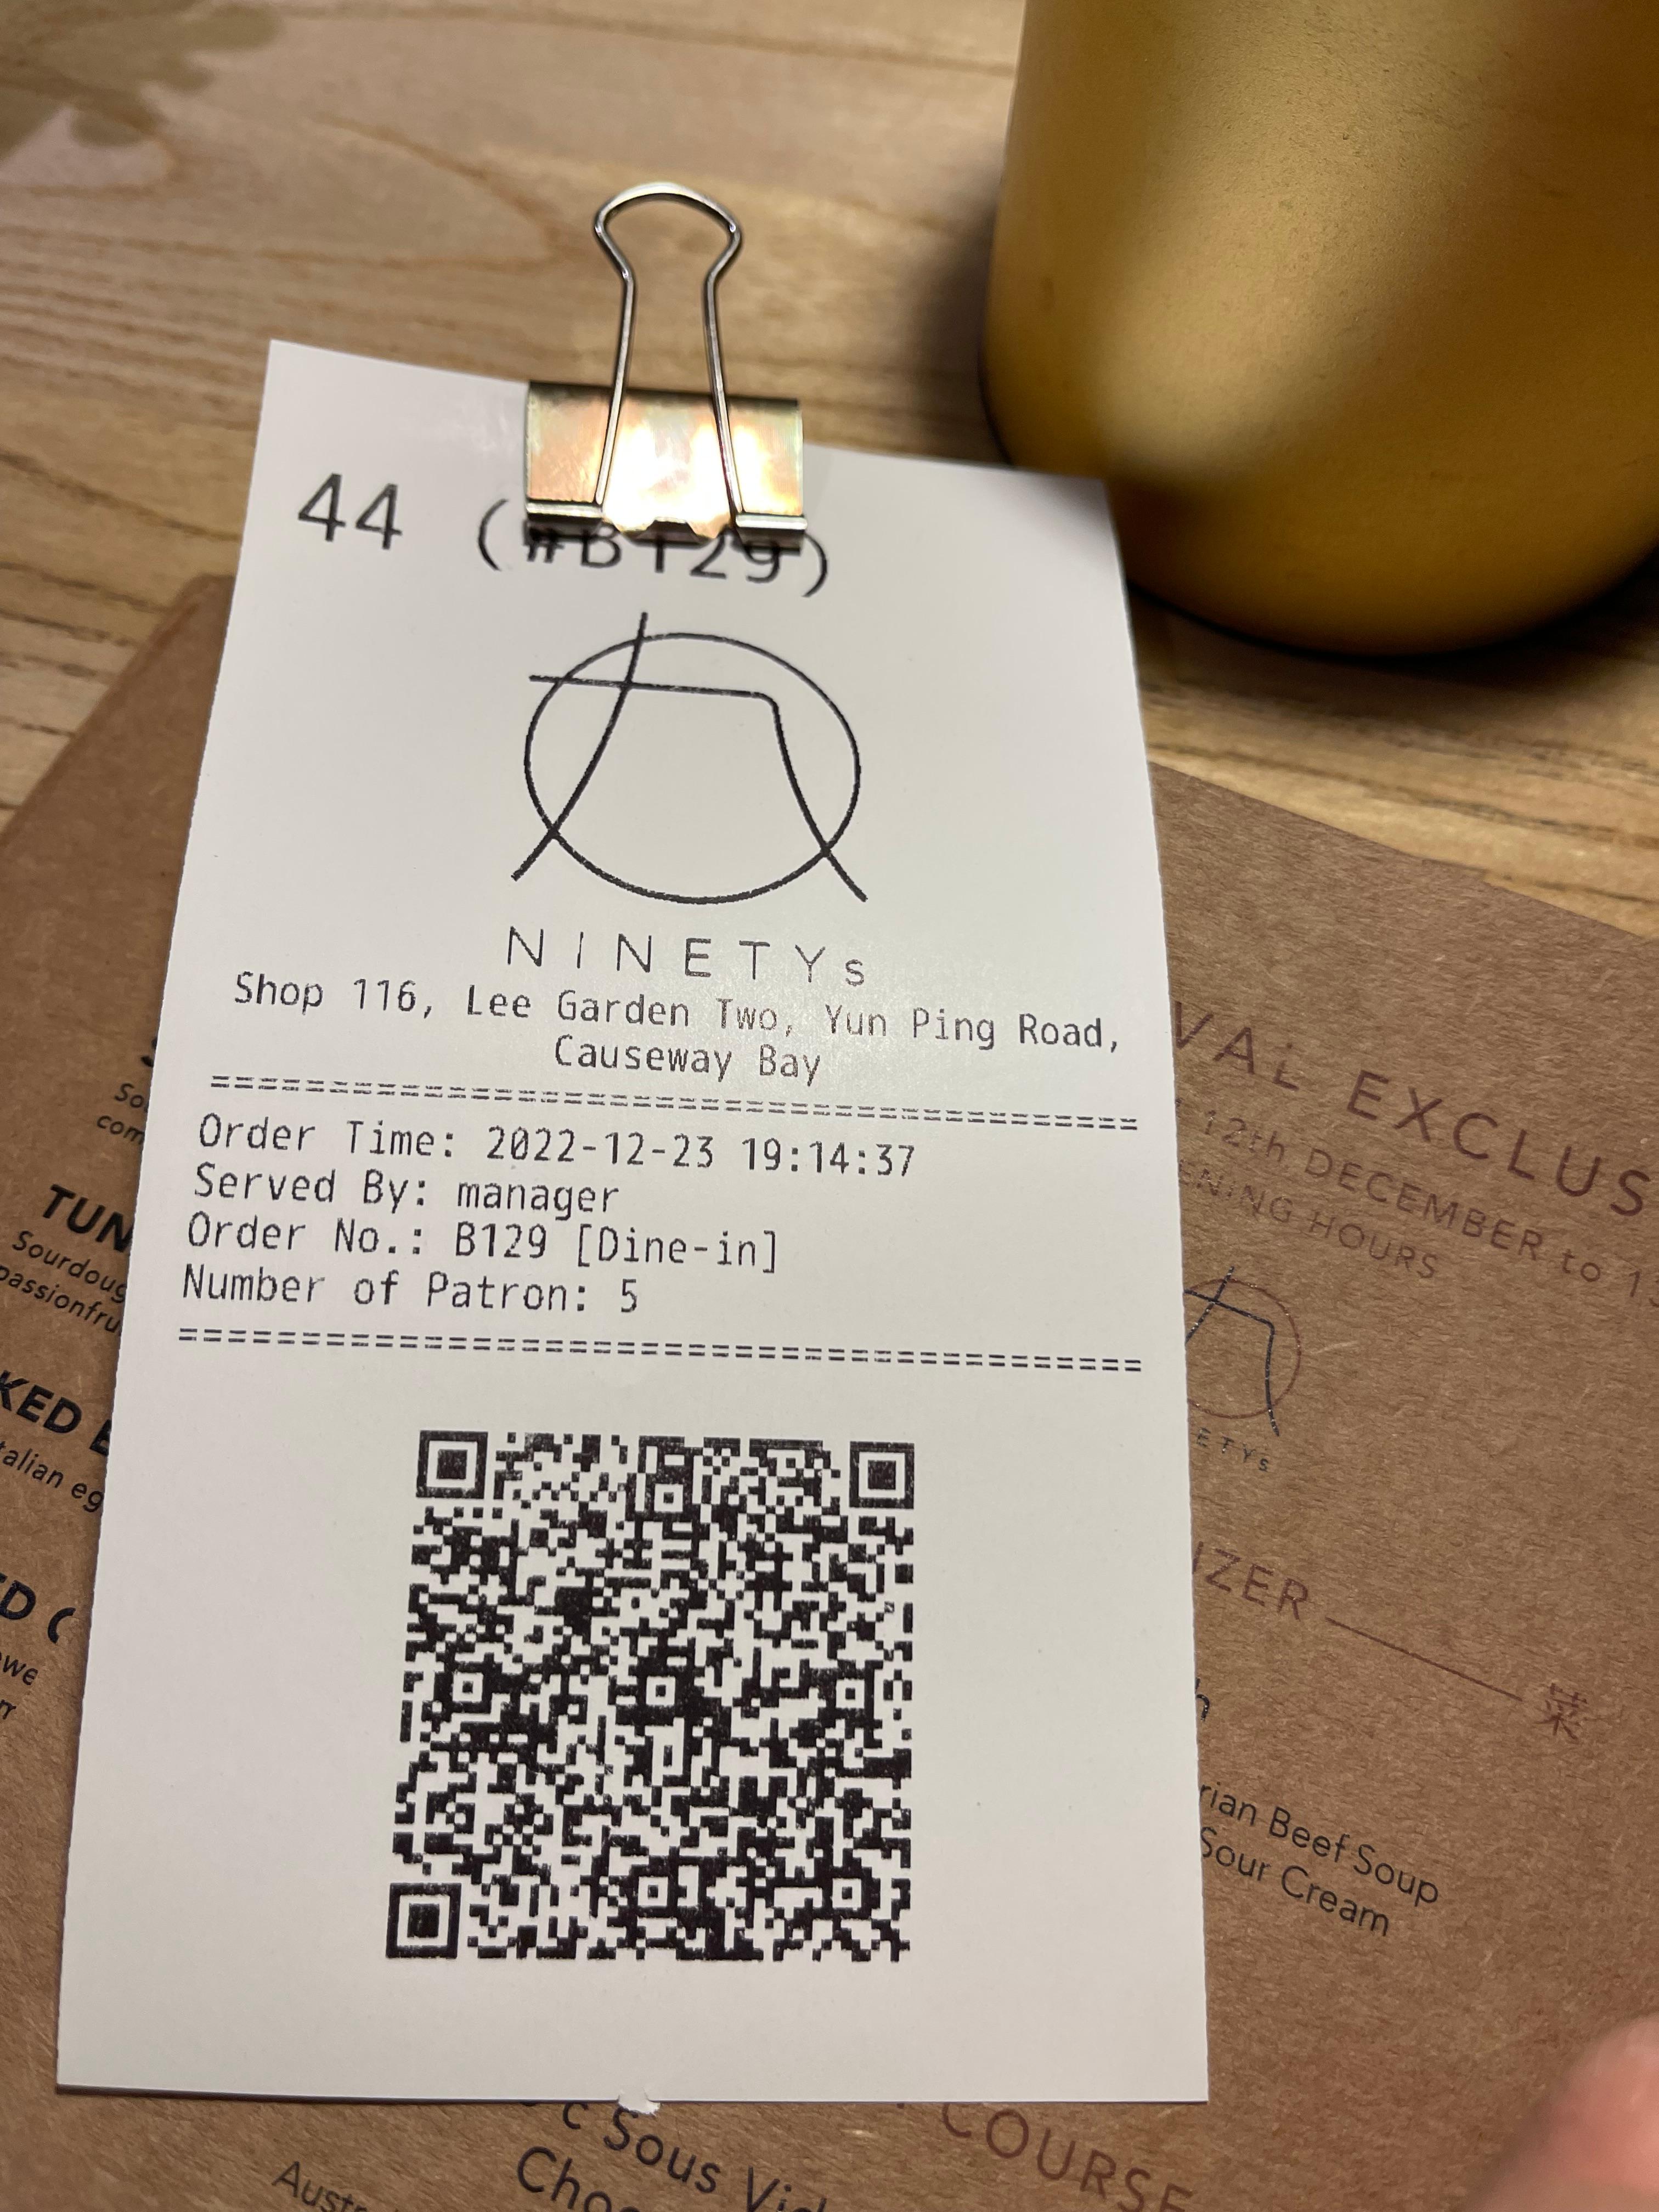 44 (#B129)
NINETYs
Shop 116, Lee Garden Two, Yun Ping Road,
Causeway Bay
========================================
Order Time: 2022-12-23 19:14:37
Served By: manager
Order No.: B129 [Dine-in]
Number of Patron: 5
========================================
TUN
Sourdoug
passionfru
KED
talian eg
VAL EXCLUS
12th DECEMBER to 1
ENING HOURS
ETYs
IZER
菜
rian Beef Soup
Sour Cream
c Sous Vid
COURSE
Choc
Austr